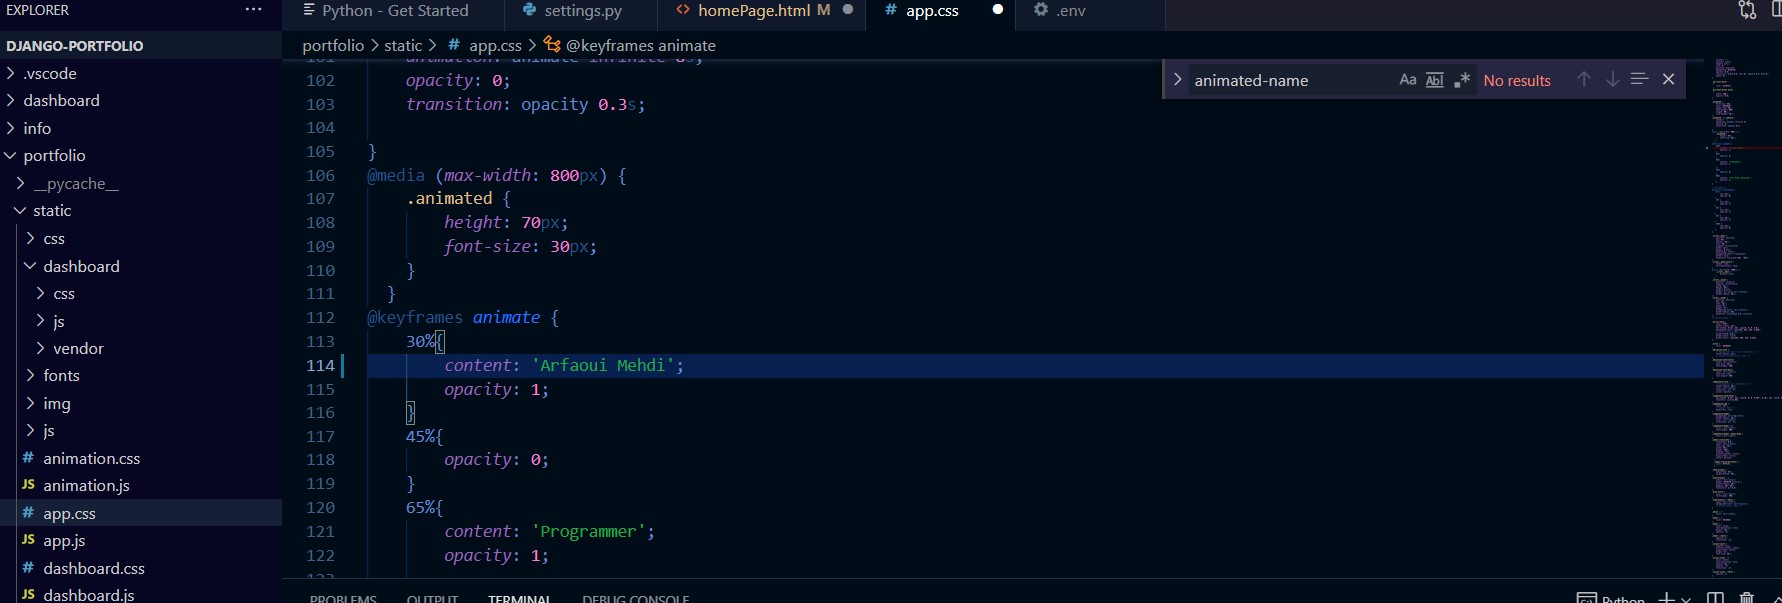 EXPLORER
...
DJANGO-PORTFOLIO
.vscode
dashboard
info
portfolio
__pycache__
static
css
dashboard
css
js
vendor
fonts
img
js
# animation.css
JS animation.js
# app.css
JS app.js
# dashboard.css
JS dashboard.js
Python - Get Started
settings.py
<> homePage.html M
# app.css
.env
portfolio > static > # app.css > @keyframes animate
animated-name Aa Abl .* No results
101 animation: animate infinite 8s;
102 opacity: 0;
103 transition: opacity 0.3s;
104
105 }
106 @media (max-width: 800px) {
107 .animated {
108 height: 70px;
109 font-size: 30px;
110 }
111 }
112 @keyframes animate {
113 30%{
114 content: 'Arfaoui Mehdi';
115 opacity: 1;
116 }
117 45%{
118 opacity: 0;
119 }
120 65%{
121 content: 'Programmer';
122 opacity: 1;
123
PROBLEMS OUTPUT TERMINAL DEBUG CONSOLE
Python